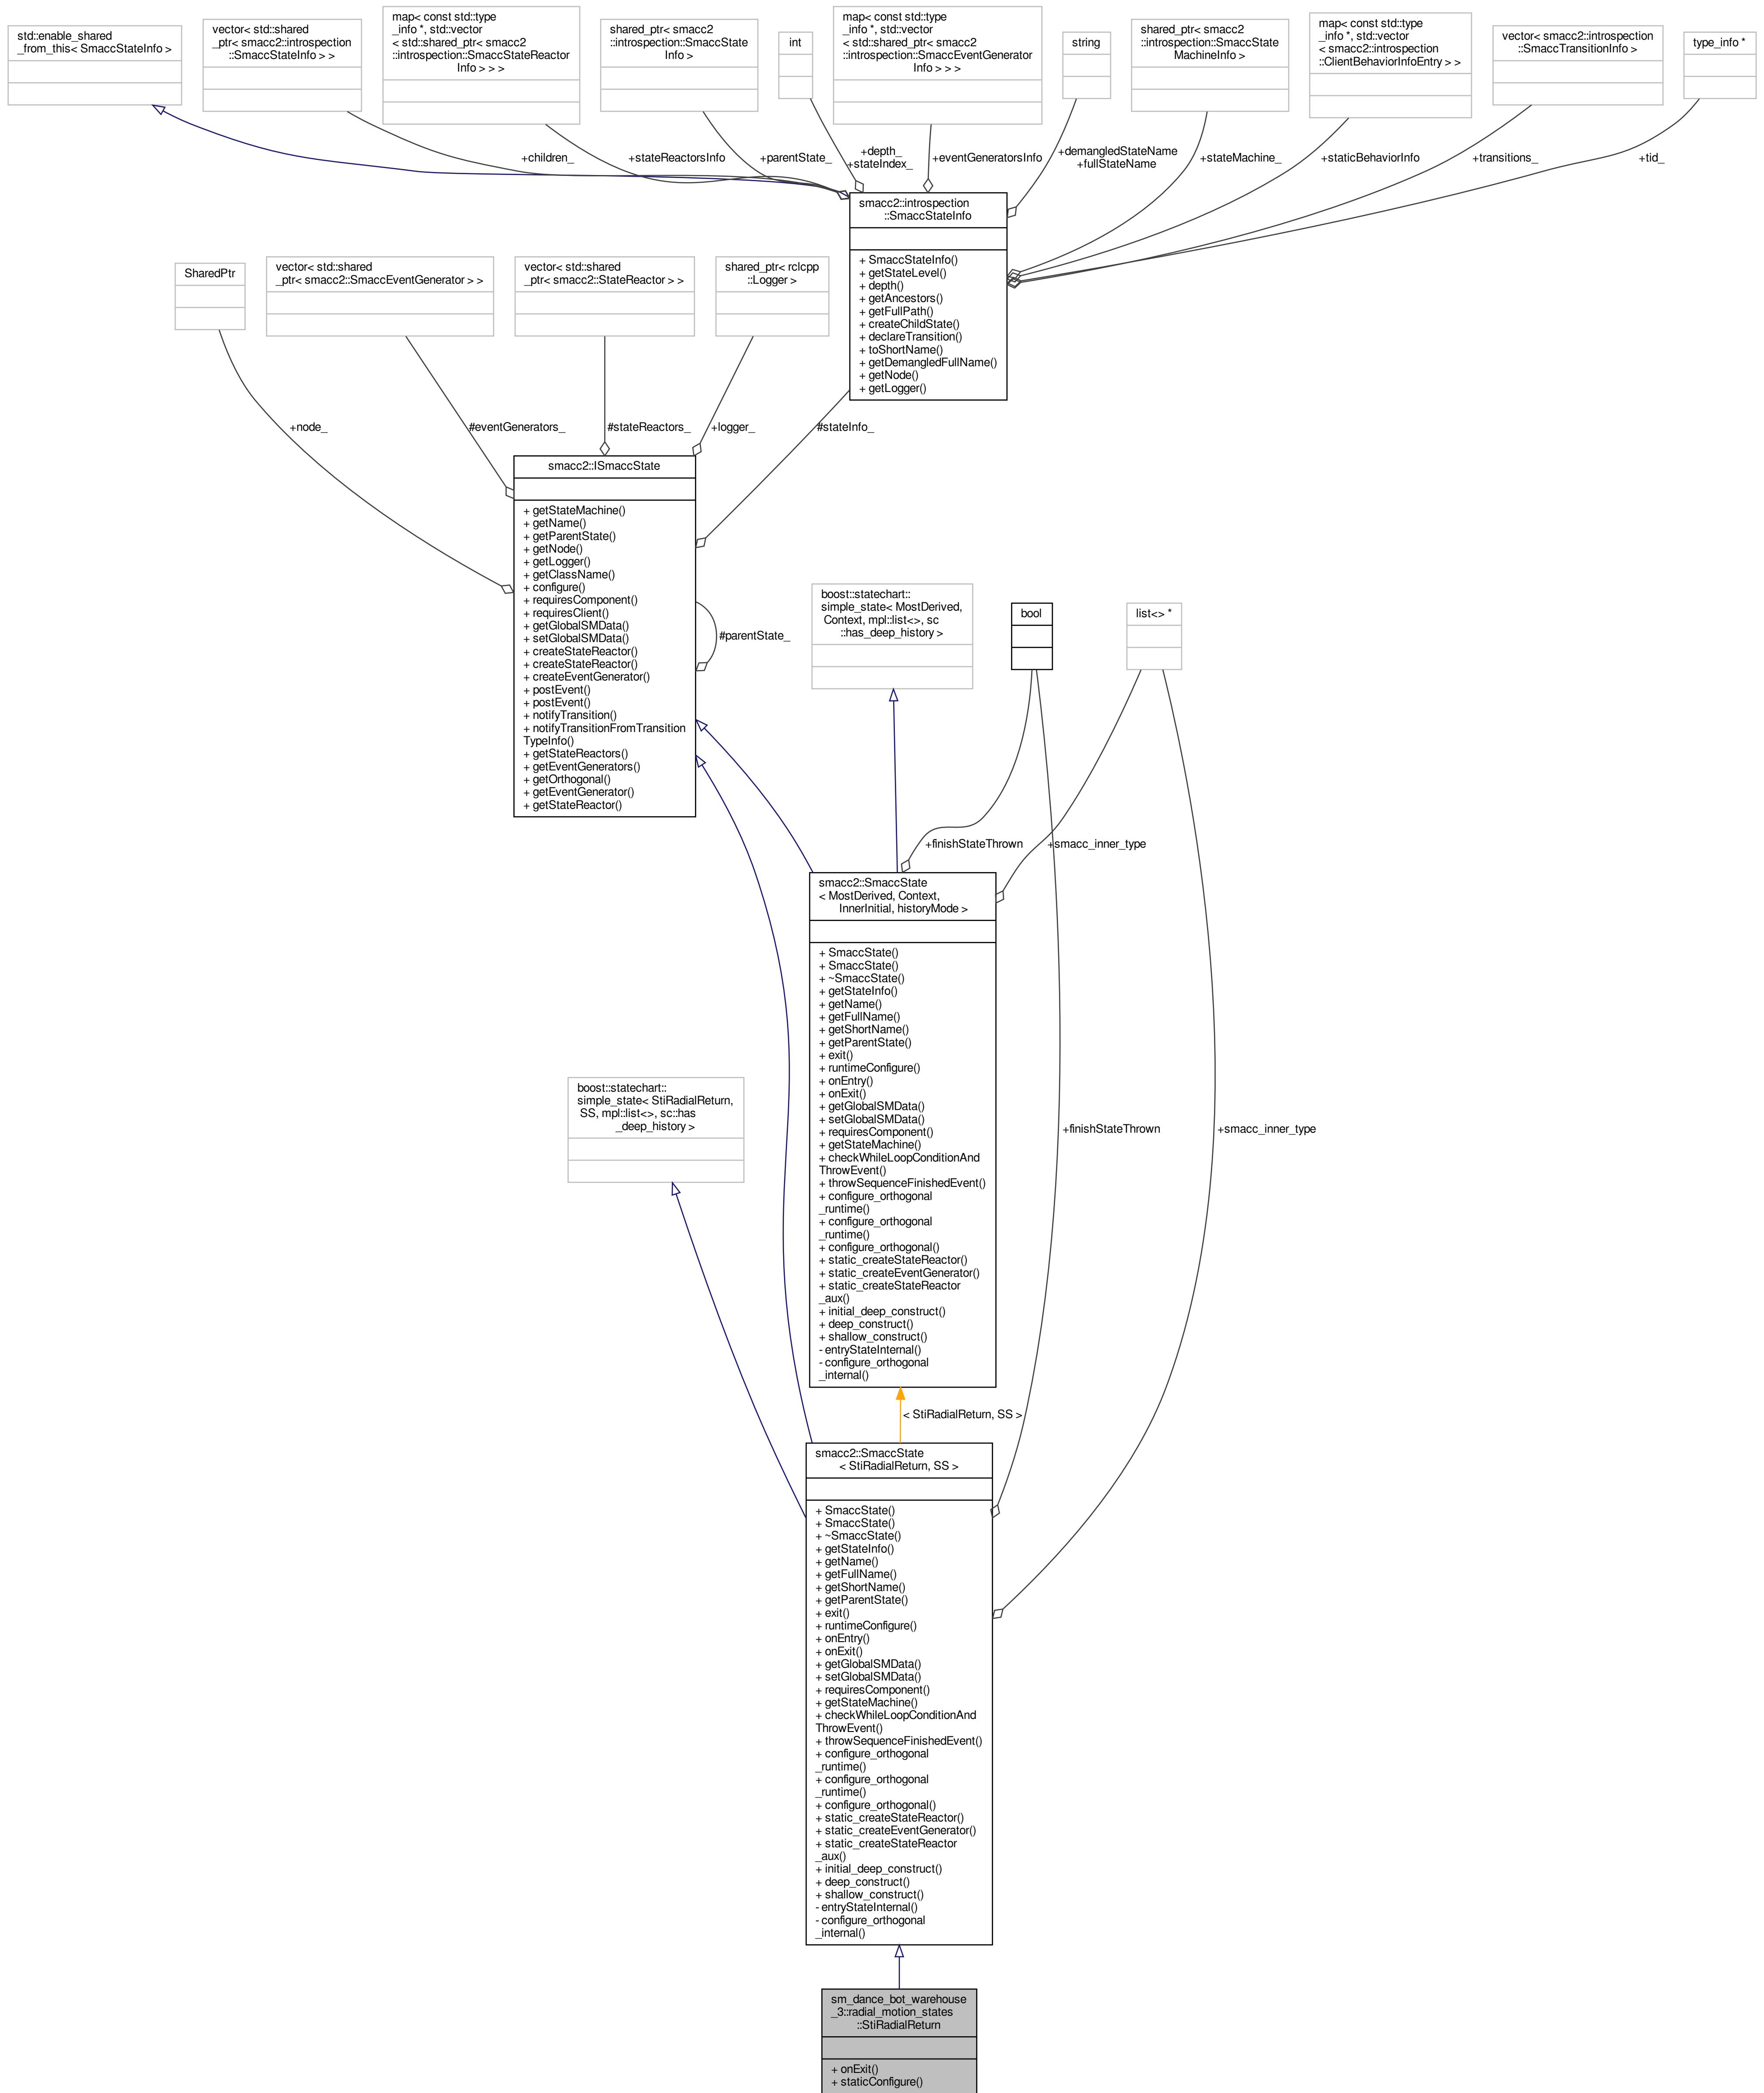 std::enable_shared
_from_this< SmaccStateInfo >
vector< std::shared
_ptr< smacc2::introspection
::SmaccStateInfo > >
map< const std::type
_info *, std::vector
< std::shared_ptr< smacc2
::introspection::SmaccStateReactor
Info > > >
shared_ptr< smacc2
::introspection::SmaccState
Info >
int
map< const std::type
_info *, std::vector
< std::shared_ptr< smacc2
::introspection::SmaccEventGenerator
Info > > >
string
shared_ptr< smacc2
::introspection::SmaccState
MachineInfo >
map< const std::type
_info *, std::vector
< smacc2::introspection
::ClientBehaviorInfoEntry > >
vector< smacc2::introspection
::SmaccTransitionInfo >
type_info *
+children_
+stateReactorsInfo
+parentState_
+depth_
+stateIndex_
+eventGeneratorsInfo
+demangledStateName
+fullStateName
+stateMachine_
+staticBehaviorInfo
+transitions_
+tid_
smacc2::introspection
::SmaccStateInfo
+ SmaccStateInfo()
+ getStateLevel()
+ depth()
+ getAncestors()
+ getFullPath()
+ createChildState()
+ declareTransition()
+ toShortName()
+ getDemangledFullName()
+ getNode()
+ getLogger()
SharedPtr
vector< std::shared
_ptr< smacc2::SmaccEventGenerator > >
vector< std::shared
_ptr< smacc2::StateReactor > >
shared_ptr< rclcpp
::Logger >
+node_
#eventGenerators_
#stateReactors_
+logger_
#stateInfo_
smacc2::ISmaccState
+ getStateMachine()
+ getName()
+ getParentState()
+ getNode()
+ getLogger()
+ getClassName()
+ configure()
+ requiresComponent()
+ requiresClient()
+ getGlobalSMData()
+ setGlobalSMData()
+ createStateReactor()
+ createStateReactor()
+ createEventGenerator()
+ postEvent()
+ postEvent()
+ notifyTransition()
+ notifyTransitionFromTransition
TypeInfo()
+ getStateReactors()
+ getEventGenerators()
+ getOrthogonal()
+ getEventGenerator()
+ getStateReactor()
#parentState_
boost::statechart::
simple_state< MostDerived,
Context, mpl::list<>, sc
::has_deep_history >
bool
list<> *
+finishStateThrown
+smacc_inner_type
smacc2::SmaccState
< MostDerived, Context,
InnerInitial, historyMode >
+ SmaccState()
+ SmaccState()
+ ~SmaccState()
+ getStateInfo()
+ getName()
+ getFullName()
+ getShortName()
+ getParentState()
+ exit()
+ runtimeConfigure()
+ onEntry()
+ onExit()
+ getGlobalSMData()
+ setGlobalSMData()
+ requiresComponent()
+ getStateMachine()
+ checkWhileLoopConditionAnd
ThrowEvent()
+ throwSequenceFinishedEvent()
+ configure_orthogonal
_runtime()
+ configure_orthogonal
_runtime()
+ configure_orthogonal()
+ static_createStateReactor()
+ static_createEventGenerator()
+ static_createStateReactor
_aux()
+ initial_deep_construct()
+ deep_construct()
+ shallow_construct()
- entryStateInternal()
- configure_orthogonal
_internal()
boost::statechart::
simple_state< StiRadialReturn,
SS, mpl::list<>, sc::has
_deep_history >
+finishStateThrown
+smacc_inner_type
< StiRadialReturn, SS >
smacc2::SmaccState
< StiRadialReturn, SS >
+ SmaccState()
+ SmaccState()
+ ~SmaccState()
+ getStateInfo()
+ getName()
+ getFullName()
+ getShortName()
+ getParentState()
+ exit()
+ runtimeConfigure()
+ onEntry()
+ onExit()
+ getGlobalSMData()
+ setGlobalSMData()
+ requiresComponent()
+ getStateMachine()
+ checkWhileLoopConditionAnd
ThrowEvent()
+ throwSequenceFinishedEvent()
+ configure_orthogonal
_runtime()
+ configure_orthogonal
_runtime()
+ configure_orthogonal()
+ static_createStateReactor()
+ static_createEventGenerator()
+ static_createStateReactor
_aux()
+ initial_deep_construct()
+ deep_construct()
+ shallow_construct()
- entryStateInternal()
- configure_orthogonal
_internal()
sm_dance_bot_warehouse
_3::radial_motion_states
::StiRadialReturn
+ onExit()
+ staticConfigure()